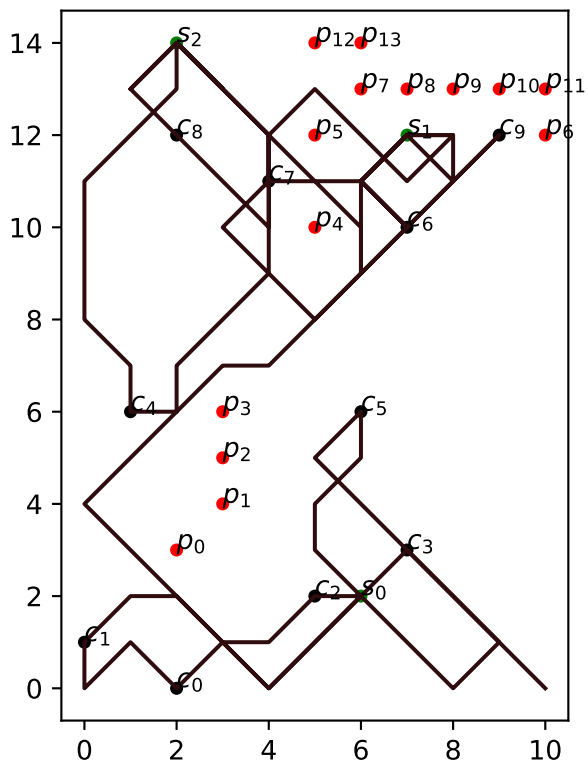 14
s₂ p₁₂ p₁₃
p₇ p₈ p₉ p₁₀ p₁₁
12
c₈ p₅ s₁ c₉ p₆
c₇
10
p₄ c₆
8
6
c₄ p₃ c₅
p₂
4
p₁
p₀ c₃
2
c₂ s₀
c₁
0
c₀
0 2 4 6 8 10